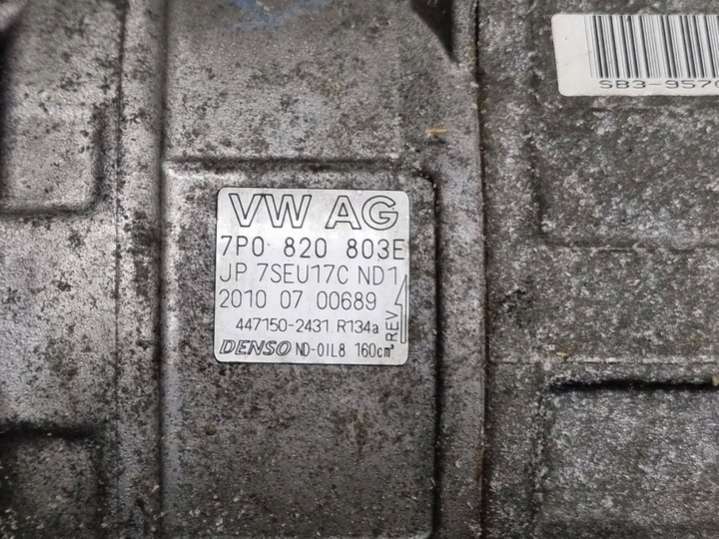 SB3-957
VW AG
7P0 820 803E
JP 7SEU17C ND1
2010 07 00689
447150-2431 R134a
REV
DENSO ND-OIL8 160cm³